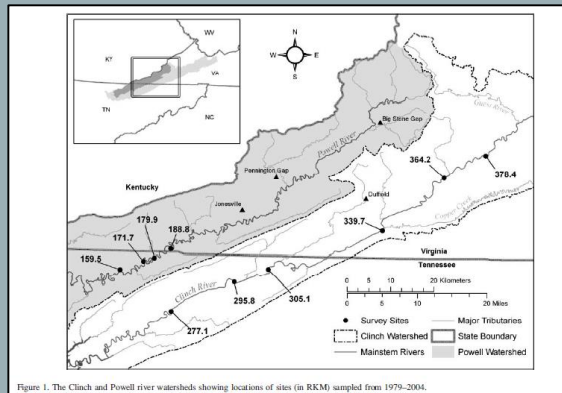 KY
WV
VA
TN
NC
N
W
E
S
Guest River
Big Stone Gap
Powell River
364.2
378.4
Pennington Gap
Kentucky
Duffield
Jonesville
Copper Creek
179.9
188.8
171.7
339.7
159.5
Virginia
Tennessee
Clinch River
295.8
305.1
277.1
0 5 10 20 Kilometers
0 5 10 20 Miles
Survey Sites
Major Tributaries
Clinch Watershed
State Boundary
Mainstem Rivers
Powell Watershed
Figure 1. The Clinch and Powell river watersheds showing locations of sites (in RKM) sampled from 1979–2004.